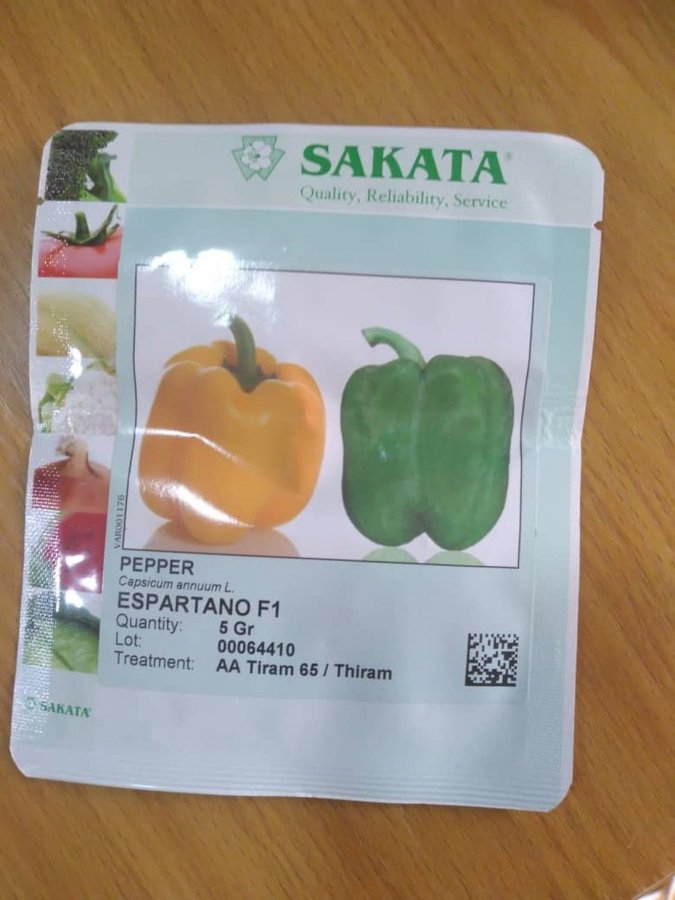 SAKATA®
Quality, Reliability, Service
VAR001176
PEPPER
Capsicum annuum L.
ESPARTANO F1
Quantity: 5 Gr
Lot: 00064410
Treatment: AA Tiram 65 / Thiram
SAKATA®